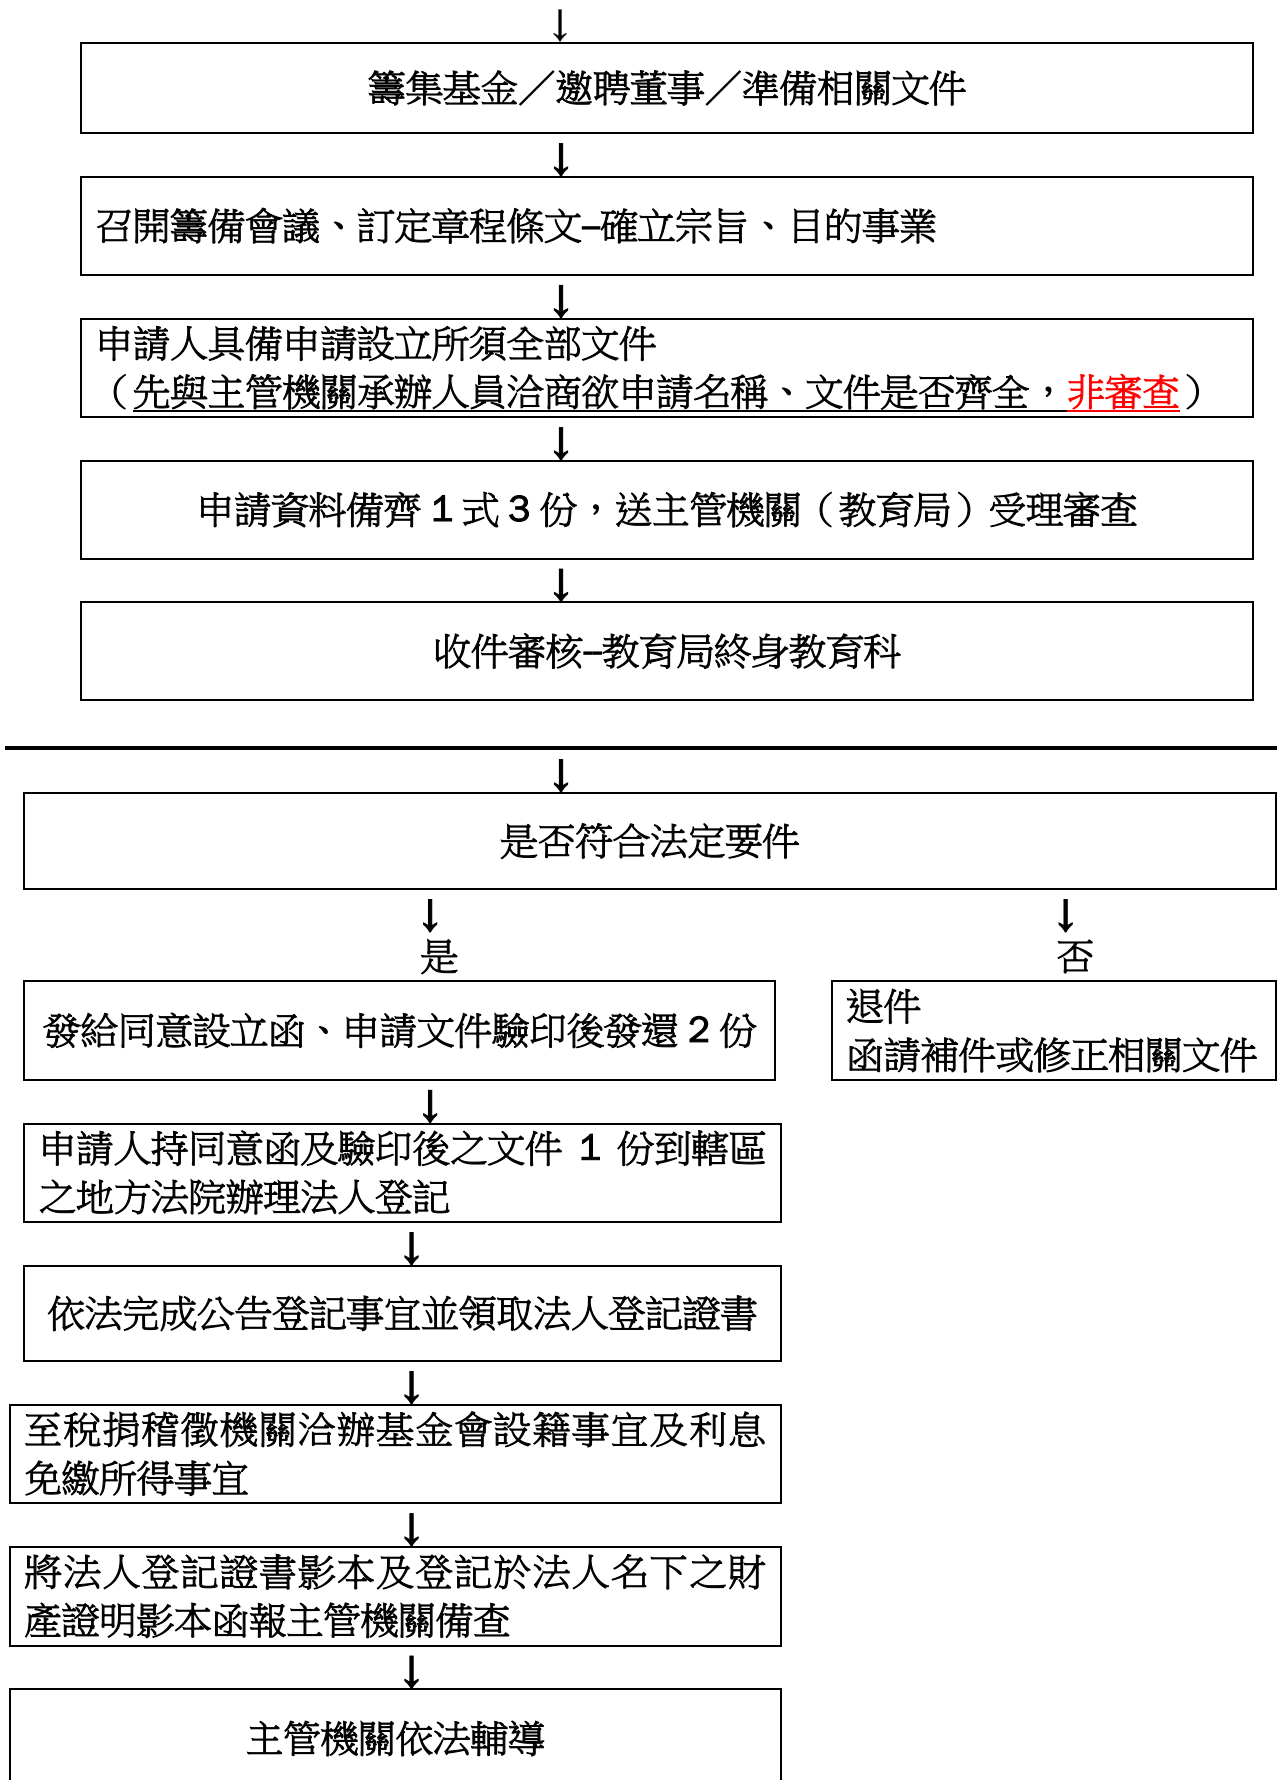 ↓
籌集基金／邀聘董事／準備相關文件
↓
召開籌備會議、訂定章程條文–確立宗旨、目的事業
↓
申請人具備申請設立所須全部文件
（先與主管機關承辦人員洽商欲申請名稱、文件是否齊全，非審查）
↓
申請資料備齊 1 式 3 份，送主管機關（教育局）受理審查
↓
收件審核–教育局終身教育科
↓
是否符合法定要件
↓ ↓
是 否
發給同意設立函、申請文件驗印後發還 2 份
退件
函請補件或修正相關文件
↓
申請人持同意函及驗印後之文件 1 份到轄區
之地方法院辦理法人登記
↓
依法完成公告登記事宜並領取法人登記證書
↓
至稅捐稽徵機關洽辦基金會設籍事宜及利息
免繳所得事宜
↓
將法人登記證書影本及登記於法人名下之財
產證明影本函報主管機關備查
↓
主管機關依法輔導